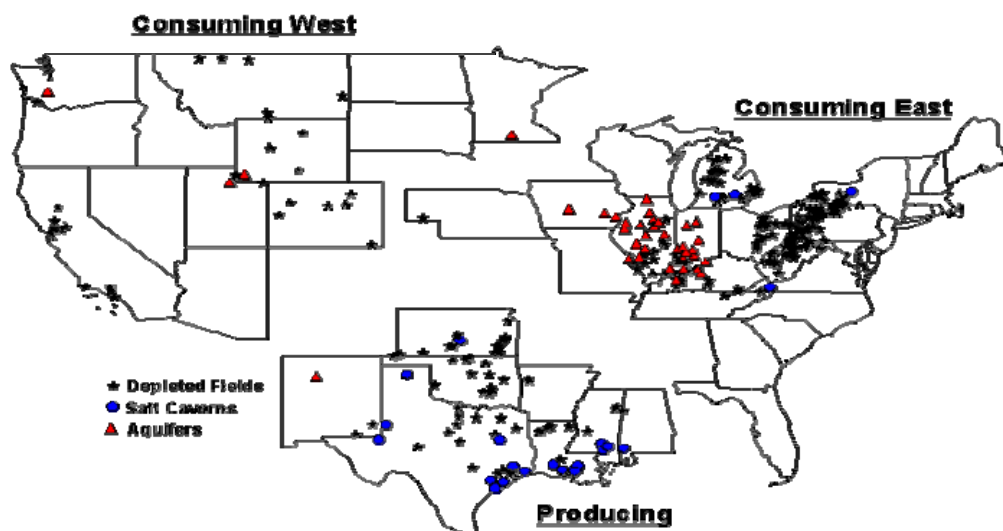 Consuming West
Consuming East
Depleted Fields
Salt Caverns
Aquifers
Producing